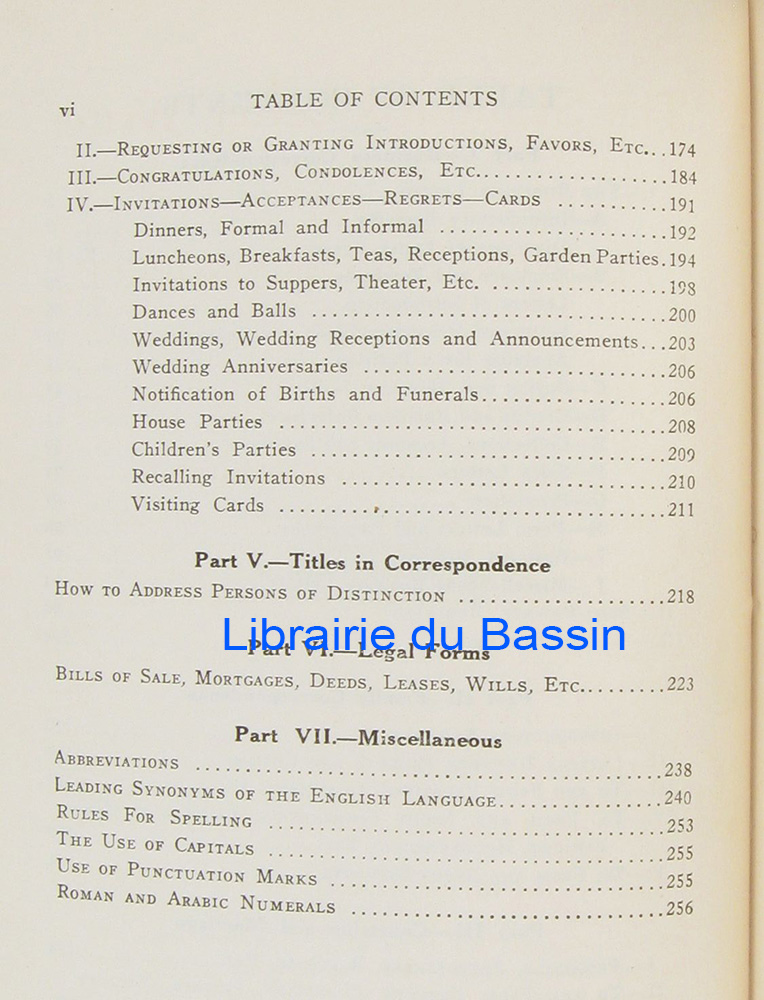 vi
TABLE OF CONTENTS
II.—Requesting or Granting Introductions, Favors, Etc...174
III.—Congratulations, Condolences, Etc..................184
IV.—Invitations—Acceptances—Regrets—Cards ...........191
Dinners, Formal and Informal .......................192
Luncheons, Breakfasts, Teas, Receptions, Garden Parties.194
Invitations to Suppers, Theater, Etc. .................198
Dances and Balls ...................................200
Weddings, Wedding Receptions and Announcements...203
Wedding Anniversaries ..............................206
Notification of Births and Funerals..................206
House Parties ......................................208
Children's Parties ...................................209
Recalling Invitations ................................210
Visiting Cards ......................................211
Part V.—Titles in Correspondence
How to Address Persons of Distinction .....................218
Librairie du Bassin
Part VI.—Legal Forms
Bills of Sale, Mortgages, Deeds, Leases, Wills, Etc.........223
Part VII.—Miscellaneous
Abbreviations ..............................................238
Leading Synonyms of the English Language................240
Rules For Spelling .......................................253
The Use of Capitals .......................................255
Use of Punctuation Marks .................................255
Roman and Arabic Numerals ...............................256